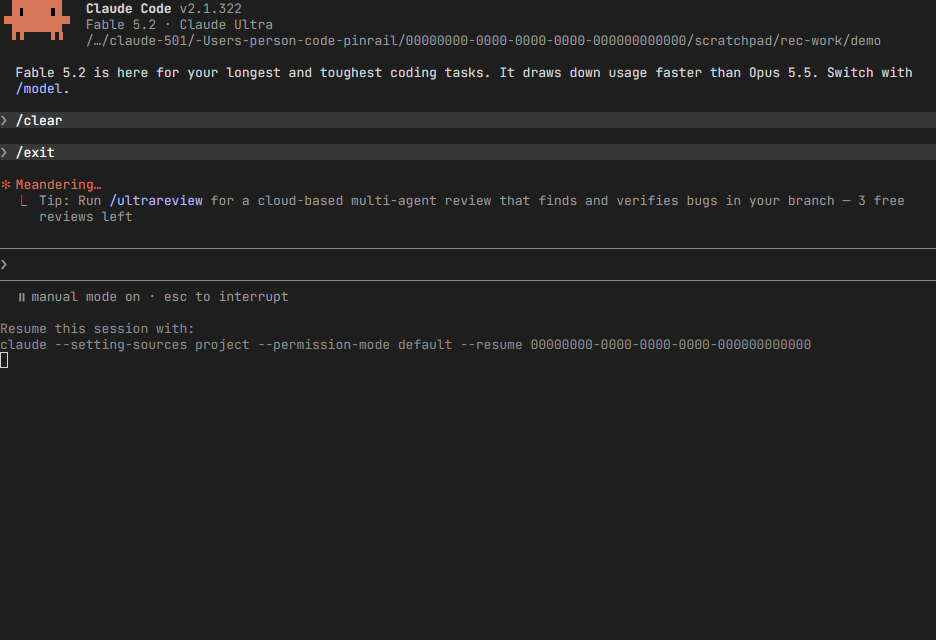 Claude Code v2.1.322
Fable 5.2 · Claude Ultra
/…/claude-501/-Users-person-code-pinrail/00000000-0000-0000-0000-000000000000/scratchpad/rec-work/demo
Fable 5.2 is here for your longest and toughest coding tasks. It draws down usage faster than Opus 5.5. Switch with
/model.
❯ /clear
❯ /exit
✻ Meandering…
⎿ Tip: Run /ultrareview for a cloud-based multi-agent review that finds and verifies bugs in your branch — 3 free
reviews left
❯
⏸ manual mode on · esc to interrupt
Resume this session with:
claude --setting-sources project --permission-mode default --resume 00000000-0000-0000-0000-000000000000